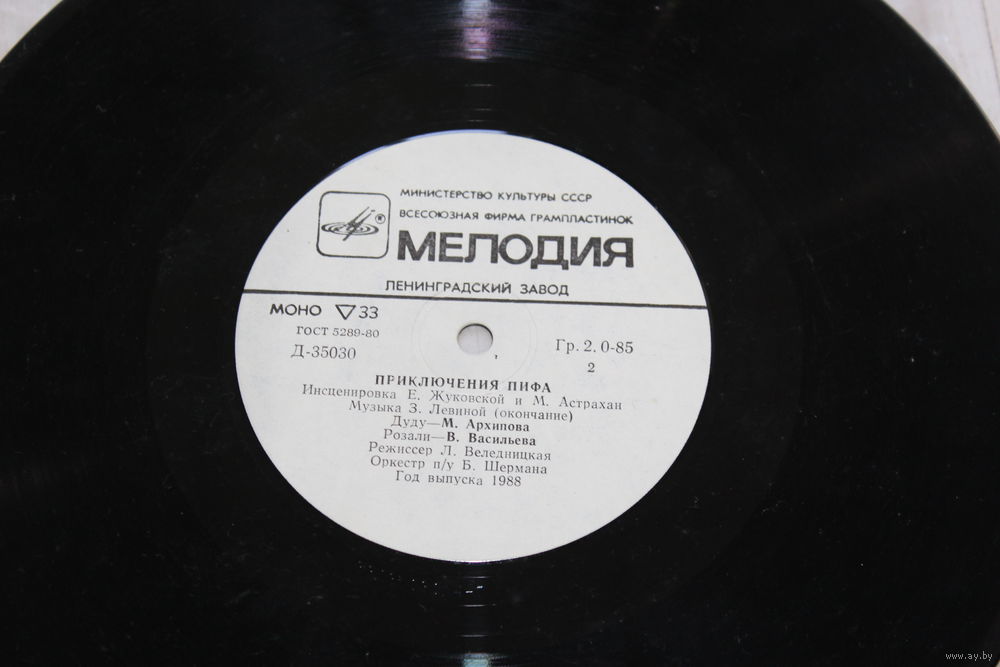 МИНИСТЕРСТВО КУЛЬТУРЫ СССР
ВСЕСОЮЗНАЯ ФИРМА ГРАМПЛАСТИНОК
®
МЕЛОДИЯ
ЛЕНИНГРАДСКИЙ ЗАВОД
МОНО ▽ 33
ГОСТ 5289-80
Д-35030
Гр. 2. 0-85
2
ПРИКЛЮЧЕНИЯ ПИФА
Инсценировка Е. Жуковской и М. Астрахан
Музыка З. Левиной (окончание)
Дуду—М. Архипова
Розали—В. Васильева
Режиссер Л. Веледницкая
Оркестр п/у Б. Шермана
Год выпуска 1988
www.ay.by